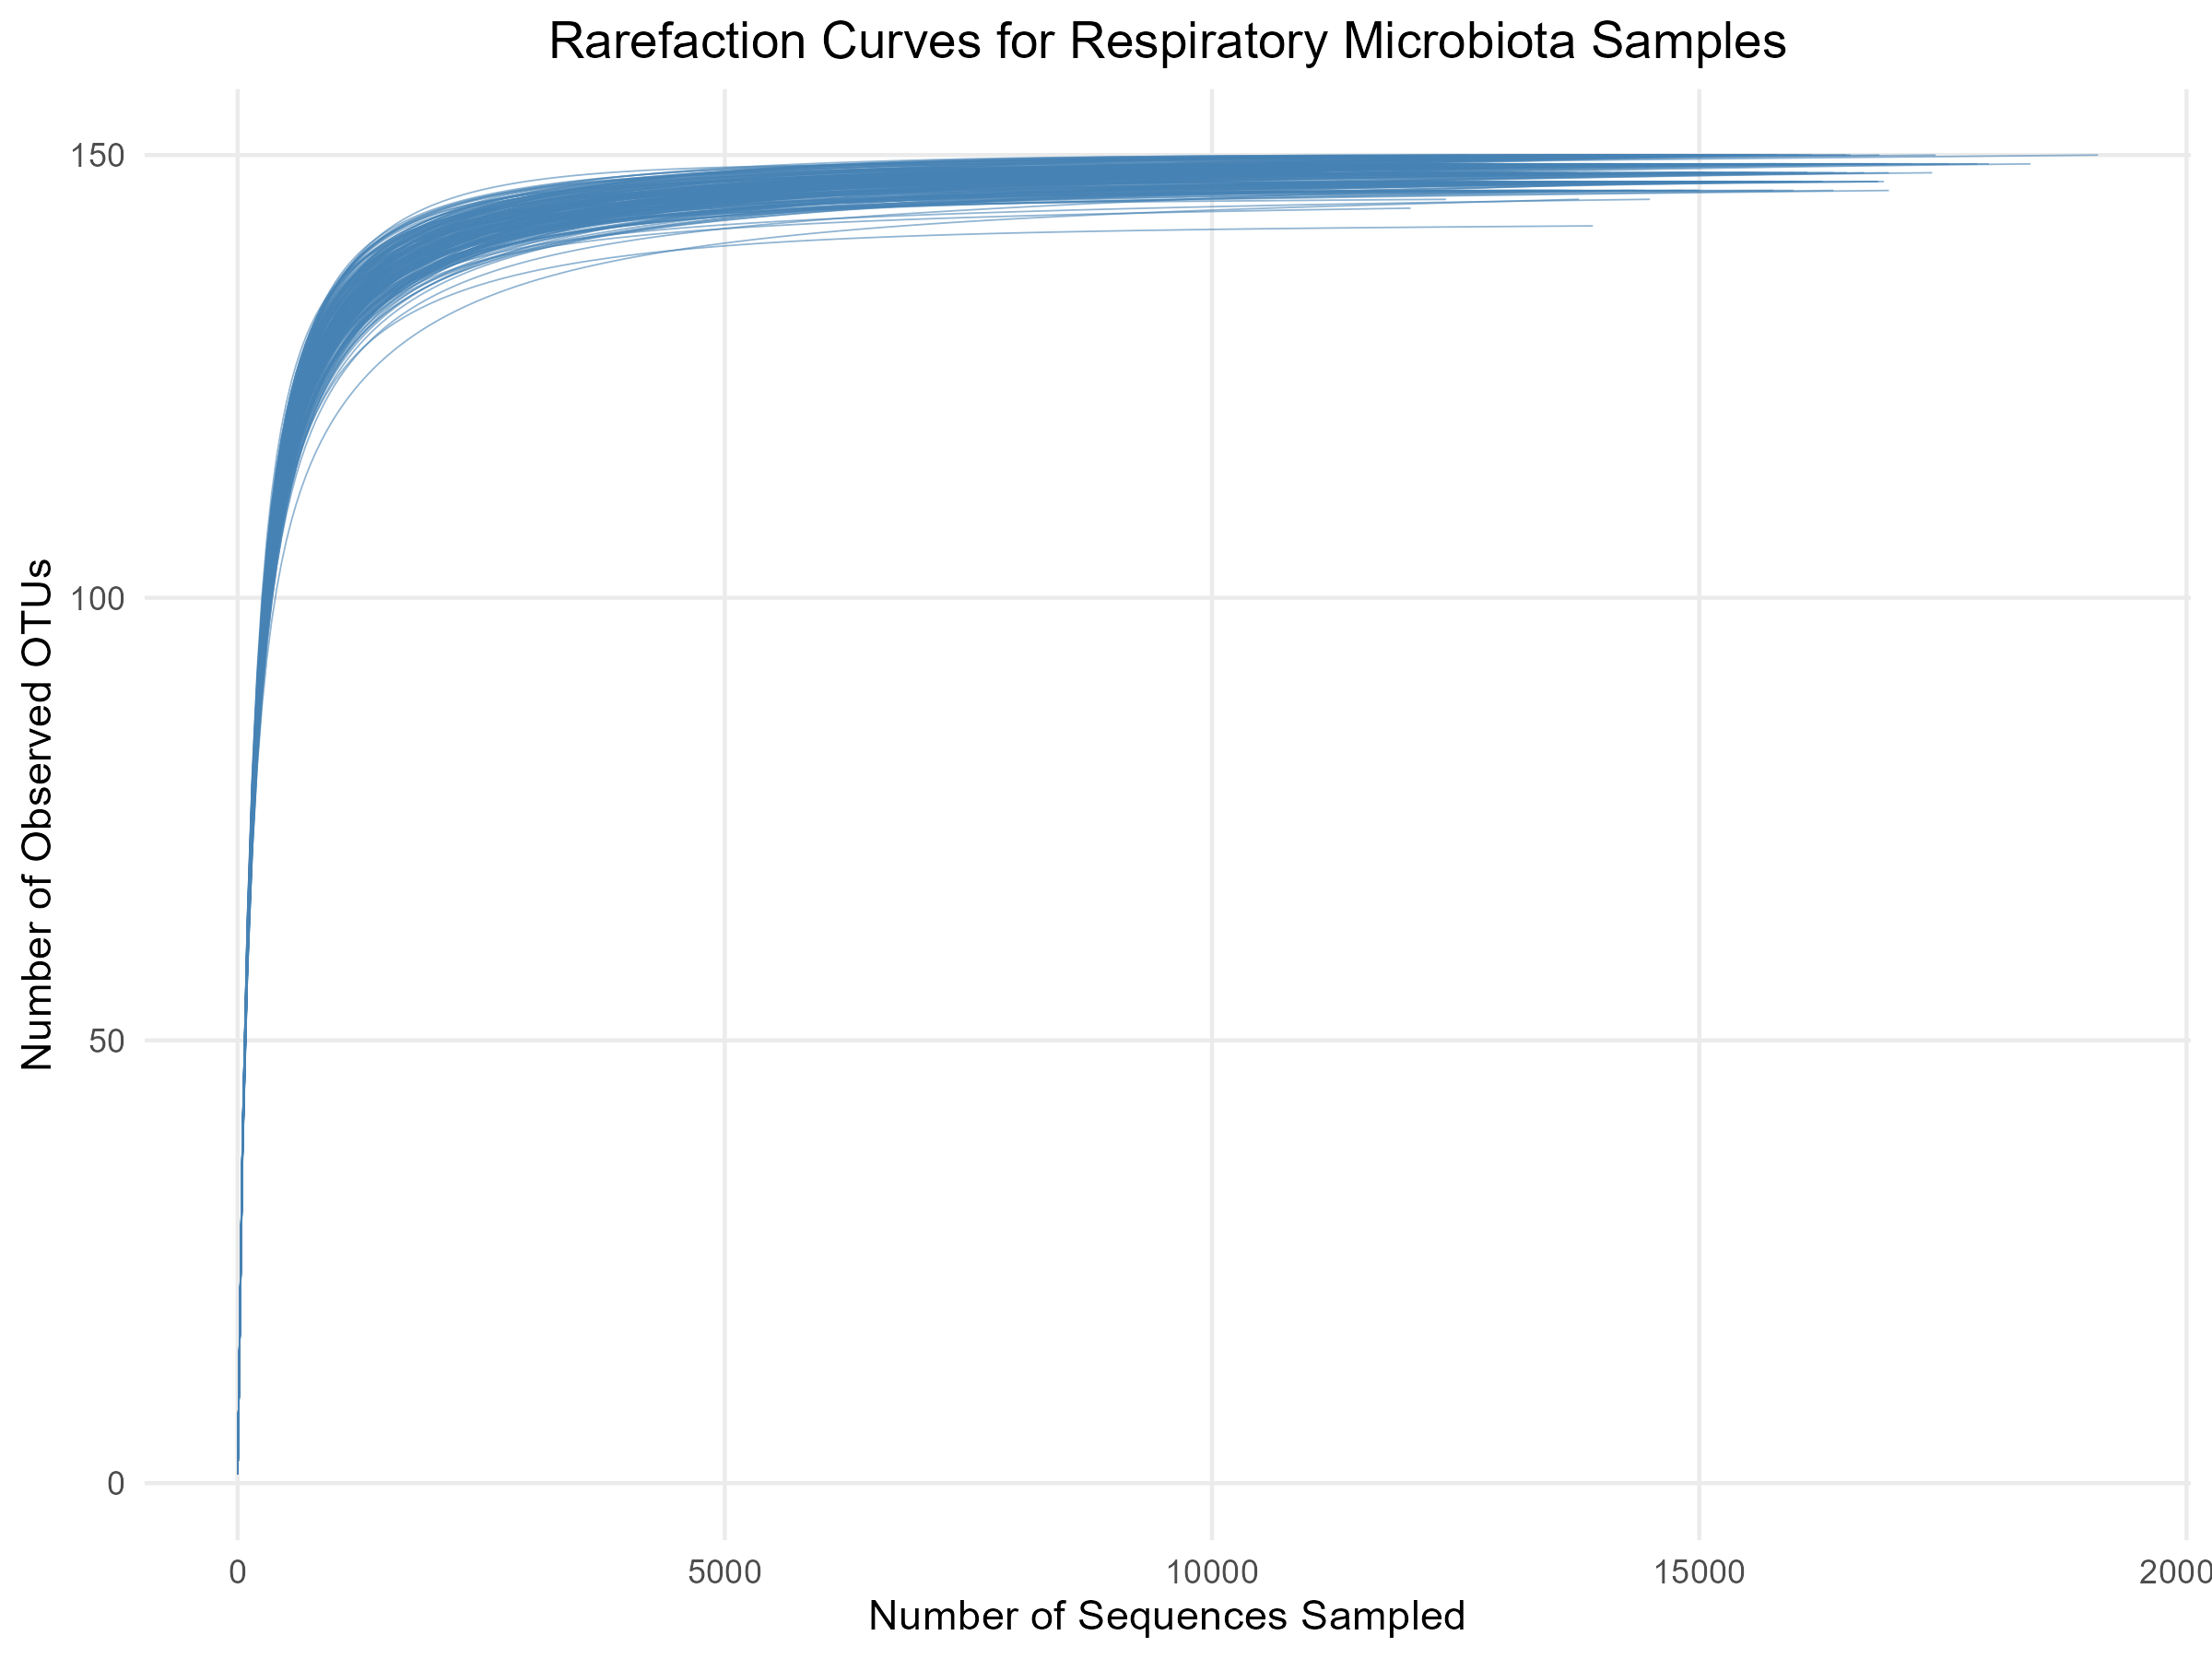 Rarefaction Curves for Respiratory Microbiota Samples
Number of Observed OTUs
150
100
50
0
0 5000 10000 15000 2000
Number of Sequences Sampled